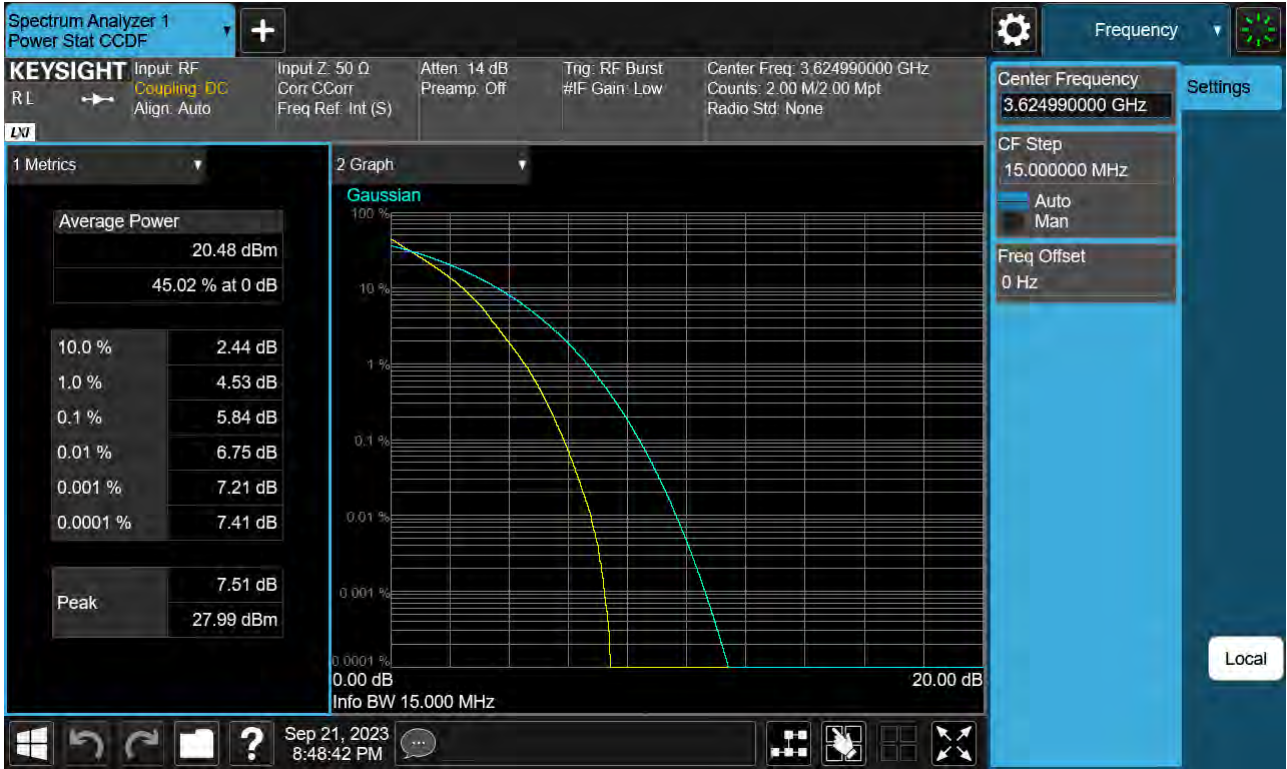 Spectrum Analyzer 1
Power Stat CCDF
Frequency
KEYSIGHT
R L
LXI
Input: RF
Coupling: DC
Align: Auto
Input Z: 50 Ω
Corr CCorr
Freq Ref: Int (S)
Atten: 14 dB
Preamp: Off
Trig: RF Burst
#IF Gain: Low
Center Freq: 3.624990000 GHz
Counts: 2.00 M/2.00 Mpt
Radio Std: None
Center Frequency
3.624990000 GHz
Settings
CF Step
15.000000 MHz
Auto
Man
Freq Offset
0 Hz
1 Metrics
Average Power
20.48 dBm
45.02 % at 0 dB
10.0 % 2.44 dB
1.0 % 4.53 dB
0.1 % 5.84 dB
0.01 % 6.75 dB
0.001 % 7.21 dB
0.0001 % 7.41 dB
Peak
7.51 dB
27.99 dBm
2 Graph
Gaussian
100 %
10 %
1 %
0.1 %
0.01 %
0.001 %
0.0001 %
0.00 dB 20.00 dB
Info BW 15.000 MHz
Local
?
Sep 21, 2023
8:48:42 PM